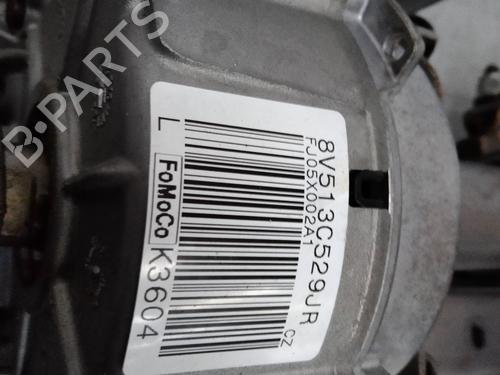 B-PARTS
8V513C529JR
FJ05X002A1
CZ
L FoMoCo K3604